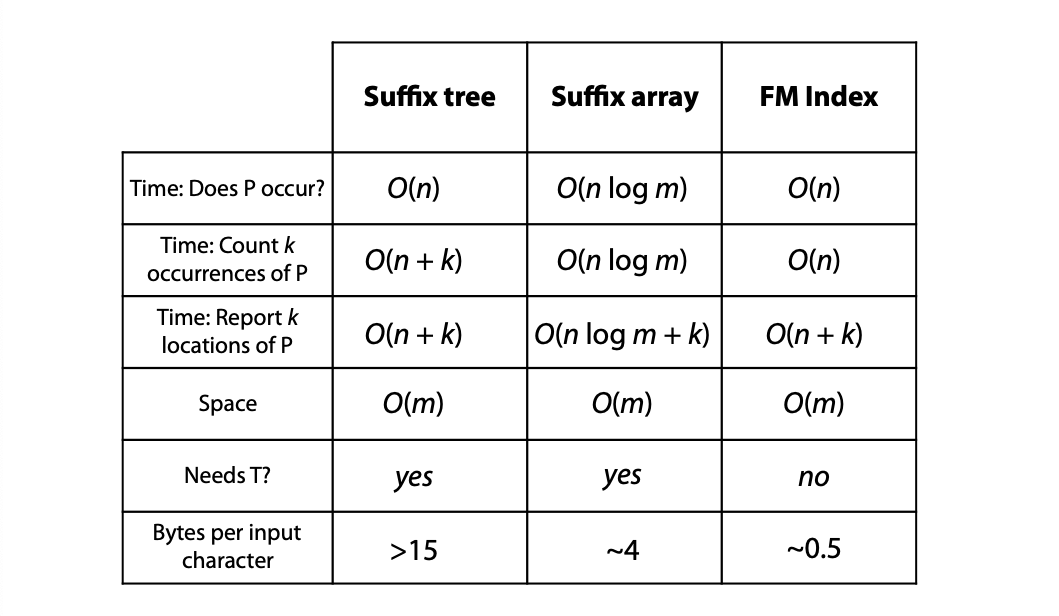 Suffix tree Suffix array FM Index
Time: Does P occur? O(n) O(n log m) O(n)
Time: Count k
occurrences of P O(n + k) O(n log m) O(n)
Time: Report k
locations of P O(n + k) O(n log m + k) O(n + k)
Space O(m) O(m) O(m)
Needs T? yes yes no
Bytes per input
character >15 ~4 ~0.5